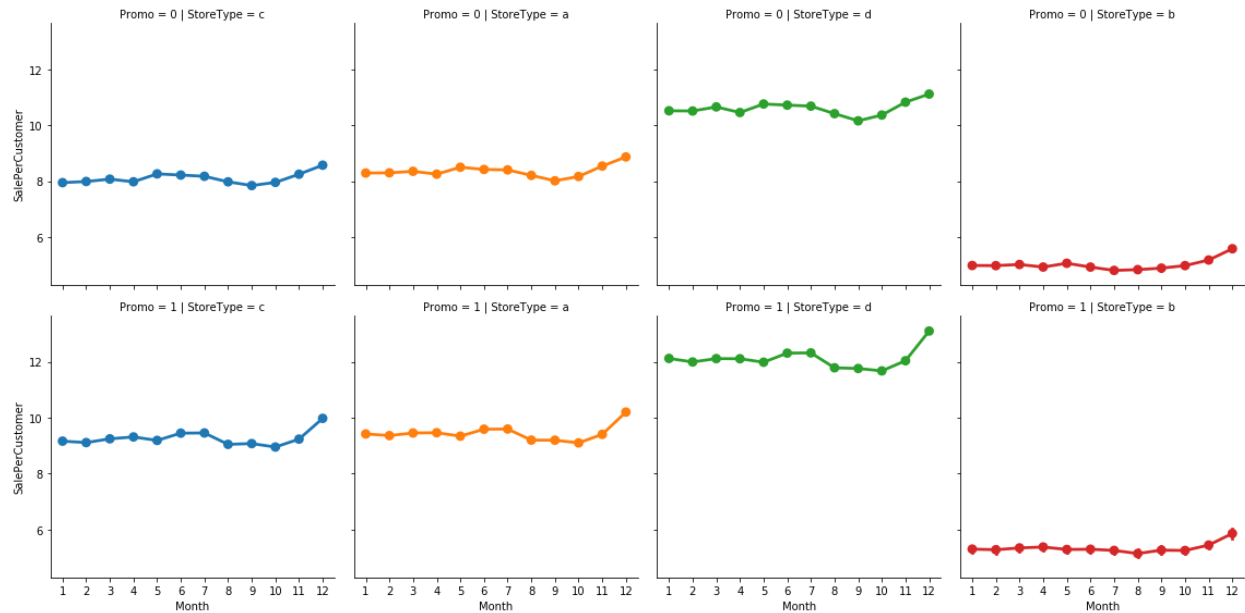 Promo = 0 | StoreType = c
Promo = 0 | StoreType = a
Promo = 0 | StoreType = d
Promo = 0 | StoreType = b
SalePerCustomer
12
10
8
6
Promo = 1 | StoreType = c
Promo = 1 | StoreType = a
Promo = 1 | StoreType = d
Promo = 1 | StoreType = b
SalePerCustomer
12
10
8
6
1 2 3 4 5 6 7 8 9 10 11 12
Month
1 2 3 4 5 6 7 8 9 10 11 12
Month
1 2 3 4 5 6 7 8 9 10 11 12
Month
1 2 3 4 5 6 7 8 9 10 11 12
Month